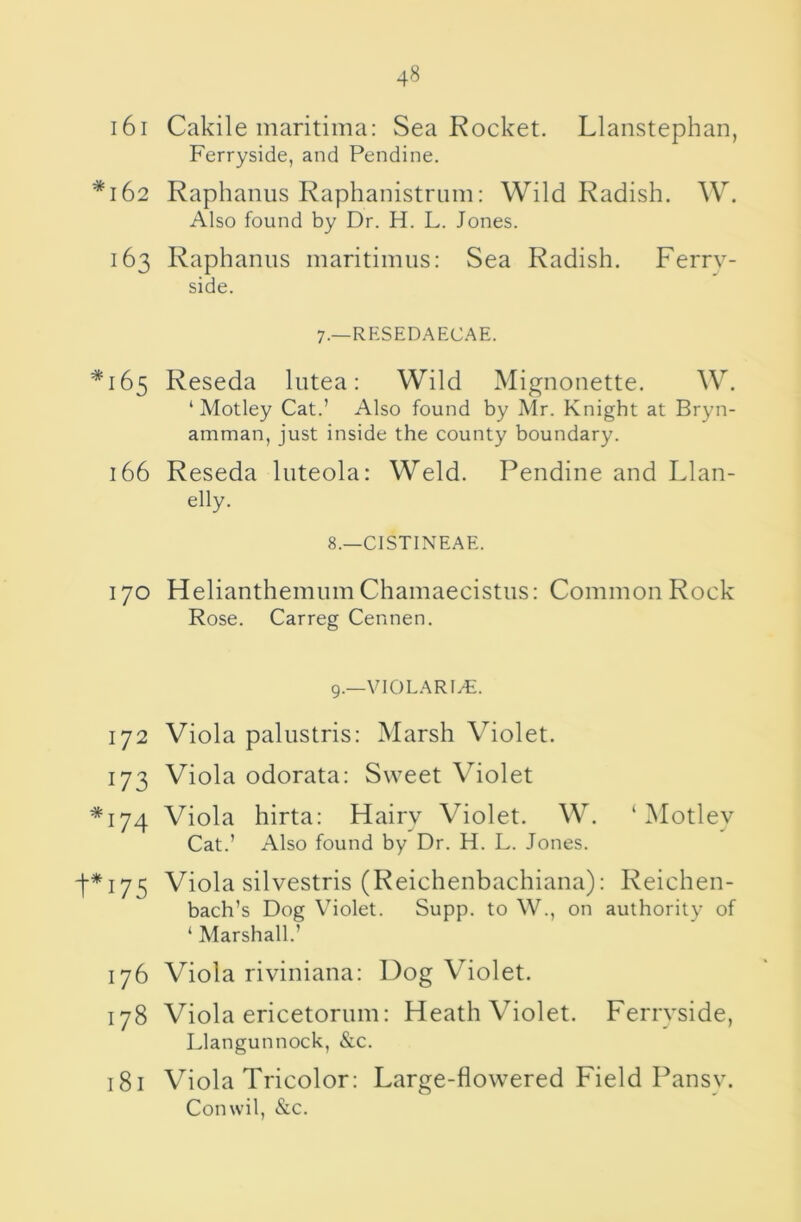 48
161 Cakile maritima: Sea Rocket. Llanstephan,
Ferryside, and Pendine.
*162 Raphanus Raphanistrum: Wild Radish. W.
Also found by Dr. H. L. Jones.
163 Raphanus maritimus: Sea Radish. Ferry-
side.
7.—RESEDAECAE.
*165 Reseda lutea: Wild Mignonette. W.
‘Motley Cat.’ Also found by Mr. Knight at Bryn-
amman, just inside the county boundary.
166 Reseda luteola: Weld. Pendine and Llan-
elly.
8.—CISTINEAE.
170 Helianthemum Chamaecistus: Common Rock
Rose. Carreg Cennen.
9.—VIOLARIÆ.
172 Viola palustris: Marsh Violet.
173 Viola odorata: Sweet Violet
*174 Viola hirta: Hairy Violet. W. ‘Motley
Cat.’ Also found by Dr. H. L. Jones.
†*175 Viola silvestris (Reichenbachiana): Reichen-
bach’s Dog Violet. Supp. to W., on authority of
‘Marshall.’
176 Viola riviniana: Dog Violet.
178 Viola ericetorum: Heath Violet. Ferryside,
Llangunnock, &c.
181 Viola Tricolor: Large-flowered Field Pansy.
Conwil, &c.